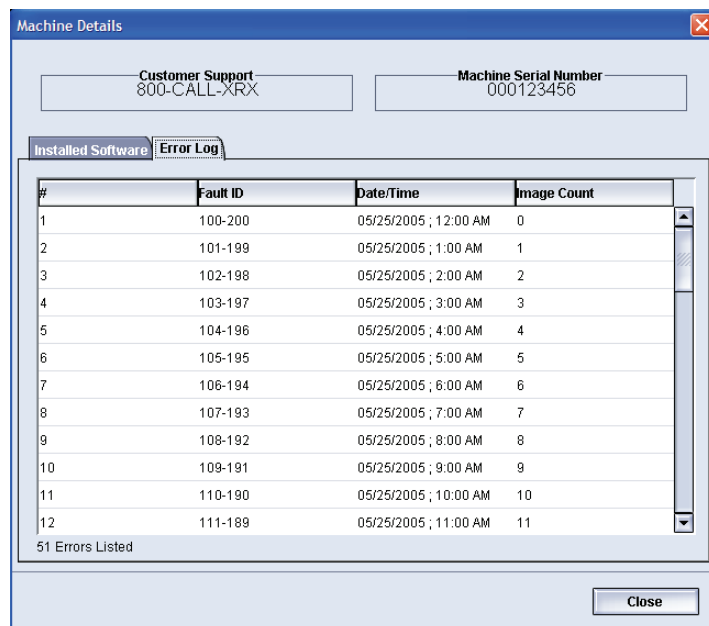 Machine Details
Customer Support
800-CALL-XRX
Machine Serial Number
000123456
Installed Software Error Log
# Fault ID Date/Time Image Count
1 100-200 05/25/2005 ; 12:00 AM 0
2 101-199 05/25/2005 ; 1:00 AM 1
3 102-198 05/25/2005 ; 2:00 AM 2
4 103-197 05/25/2005 ; 3:00 AM 3
5 104-196 05/25/2005 ; 4:00 AM 4
6 105-195 05/25/2005 ; 5:00 AM 5
7 106-194 05/25/2005 ; 6:00 AM 6
8 107-193 05/25/2005 ; 7:00 AM 7
9 108-192 05/25/2005 ; 8:00 AM 8
10 109-191 05/25/2005 ; 9:00 AM 9
11 110-190 05/25/2005 ; 10:00 AM 10
12 111-189 05/25/2005 ; 11:00 AM 11
51 Errors Listed
Close